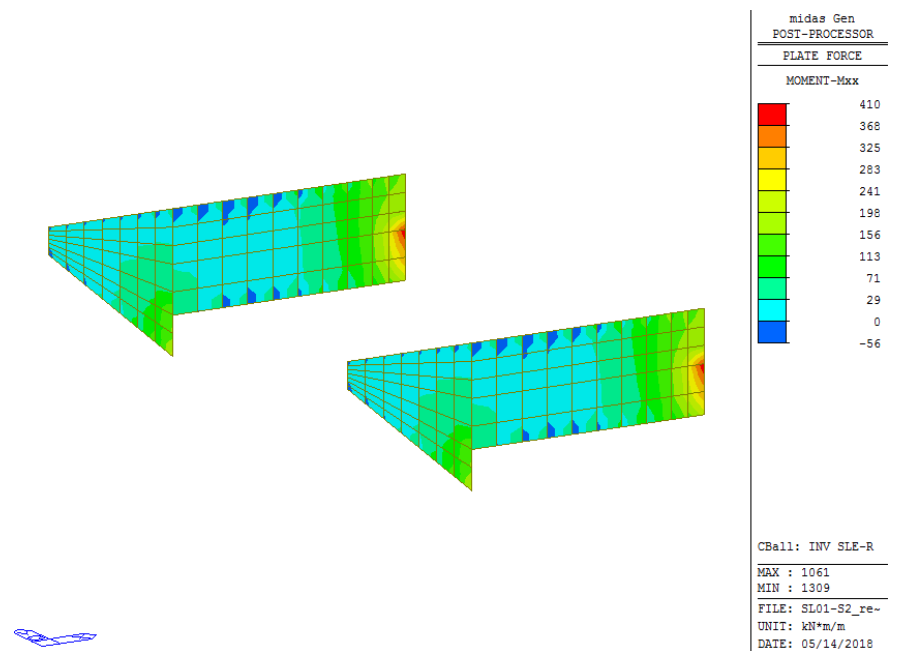 midas Gen
POST-PROCESSOR
PLATE FORCE
MOMENT-Mxx
410
368
325
283
241
198
156
113
71
29
0
-56
CBall: INV SLE-R
MAX : 1061
MIN : 1309
FILE: SL01-S2_re~
UNIT: kN*m/m
DATE: 05/14/2018